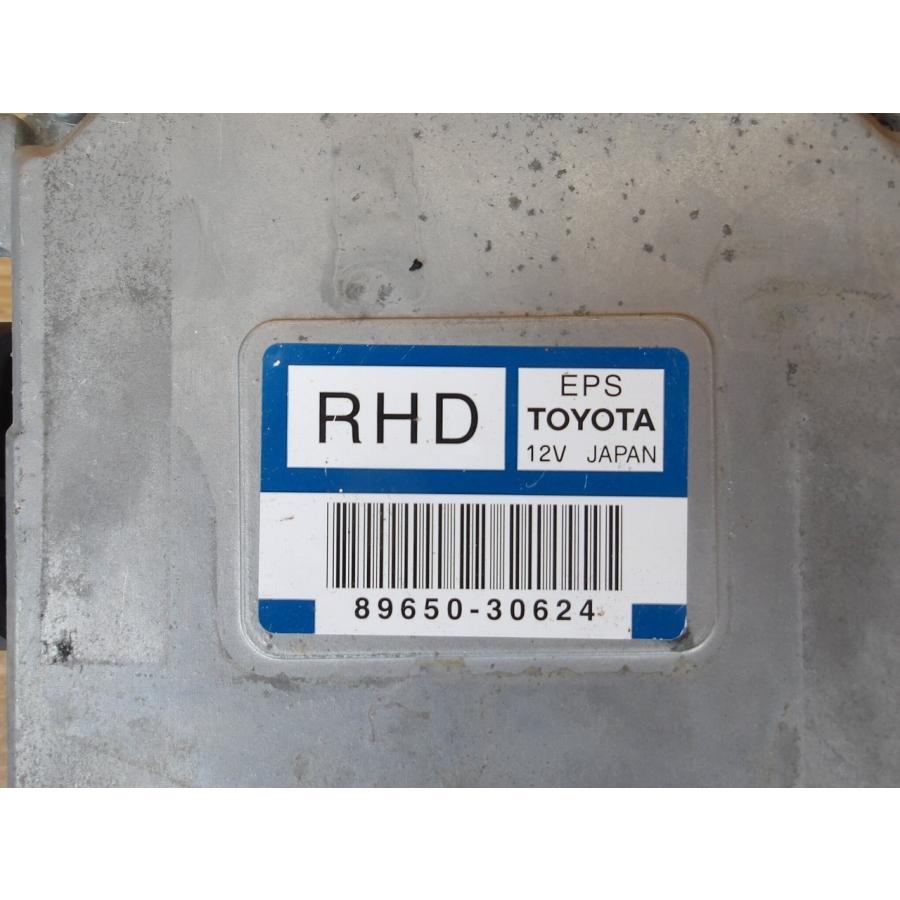 RHD
EPS
TOYOTA
12V JAPAN
89650-30624